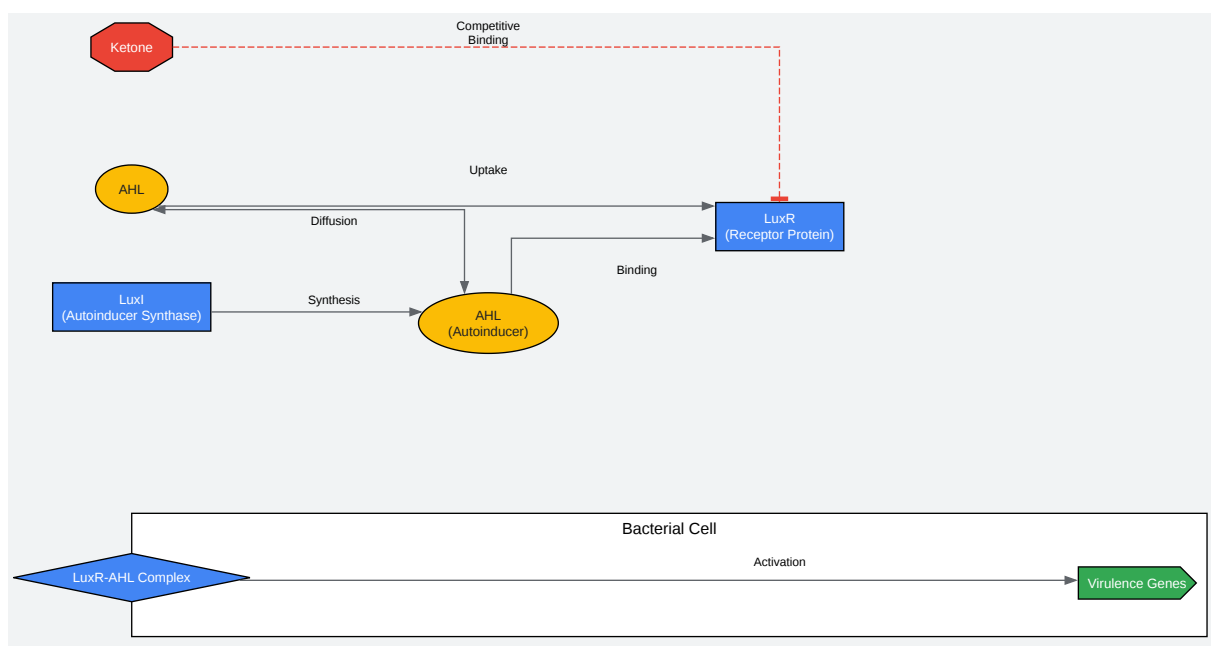 Competitive
Binding
Ketone
Uptake
AHL
Diffusion
LuxR
(Receptor Protein)
Binding
LuxI
(Autoinducer Synthase)
Synthesis
AHL
(Autoinducer)
Bacterial Cell
Activation
LuxR-AHL Complex
Virulence Genes